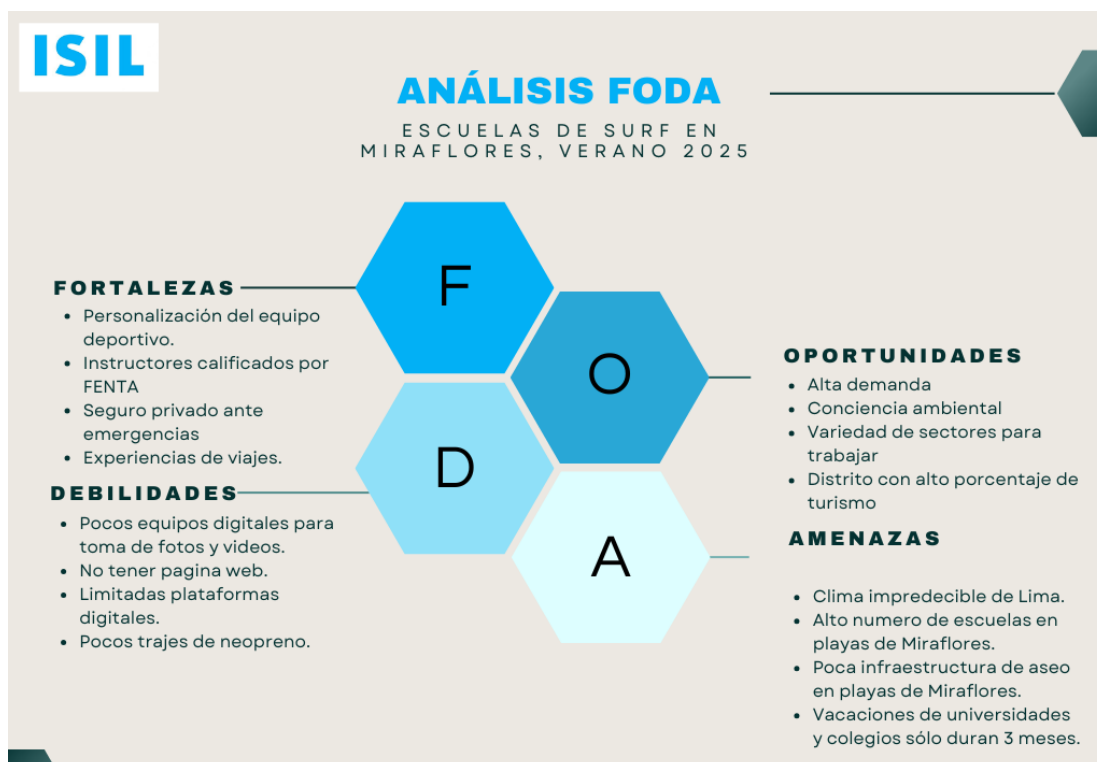 ISIL
ANÁLISIS FODA
ESCUELAS DE SURF EN
MIRAFLORES, VERANO 2025
F
O
D
A
FORTALEZAS
• Personalización del equipo
deportivo.
• Instructores calificados por
FENTA
• Seguro privado ante
emergencias
• Experiencias de viajes.
DEBILIDADES
• Pocos equipos digitales para
toma de fotos y videos.
• No tener pagina web.
• Limitadas plataformas
digitales.
• Pocos trajes de neopreno.
OPORTUNIDADES
• Alta demanda
• Conciencia ambiental
• Variedad de sectores para
trabajar
• Distrito con alto porcentaje de
turismo
AMENAZAS
• Clima impredecible de Lima.
• Alto numero de escuelas en
playas de Miraflores.
• Poca infraestructura de aseo
en playas de Miraflores.
• Vacaciones de universidades
y colegios sólo duran 3 meses.